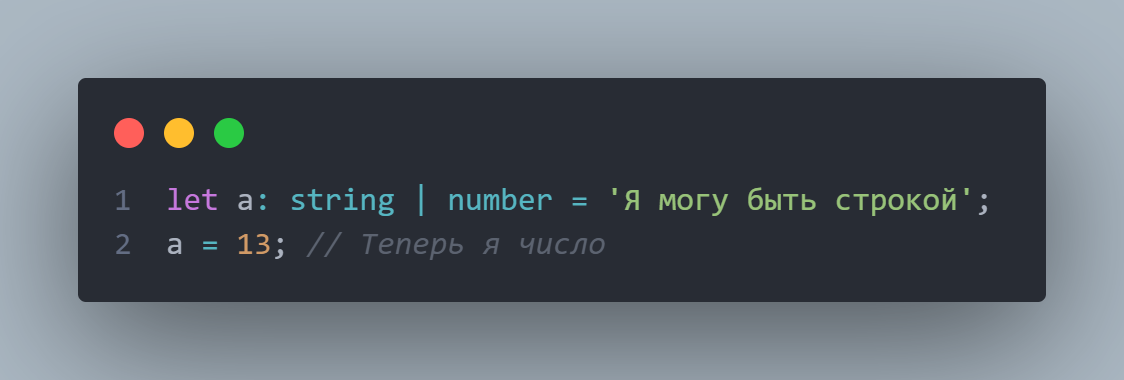 1 let a: string | number = 'Я могу быть строкой';
2 a = 13; // Теперь я число